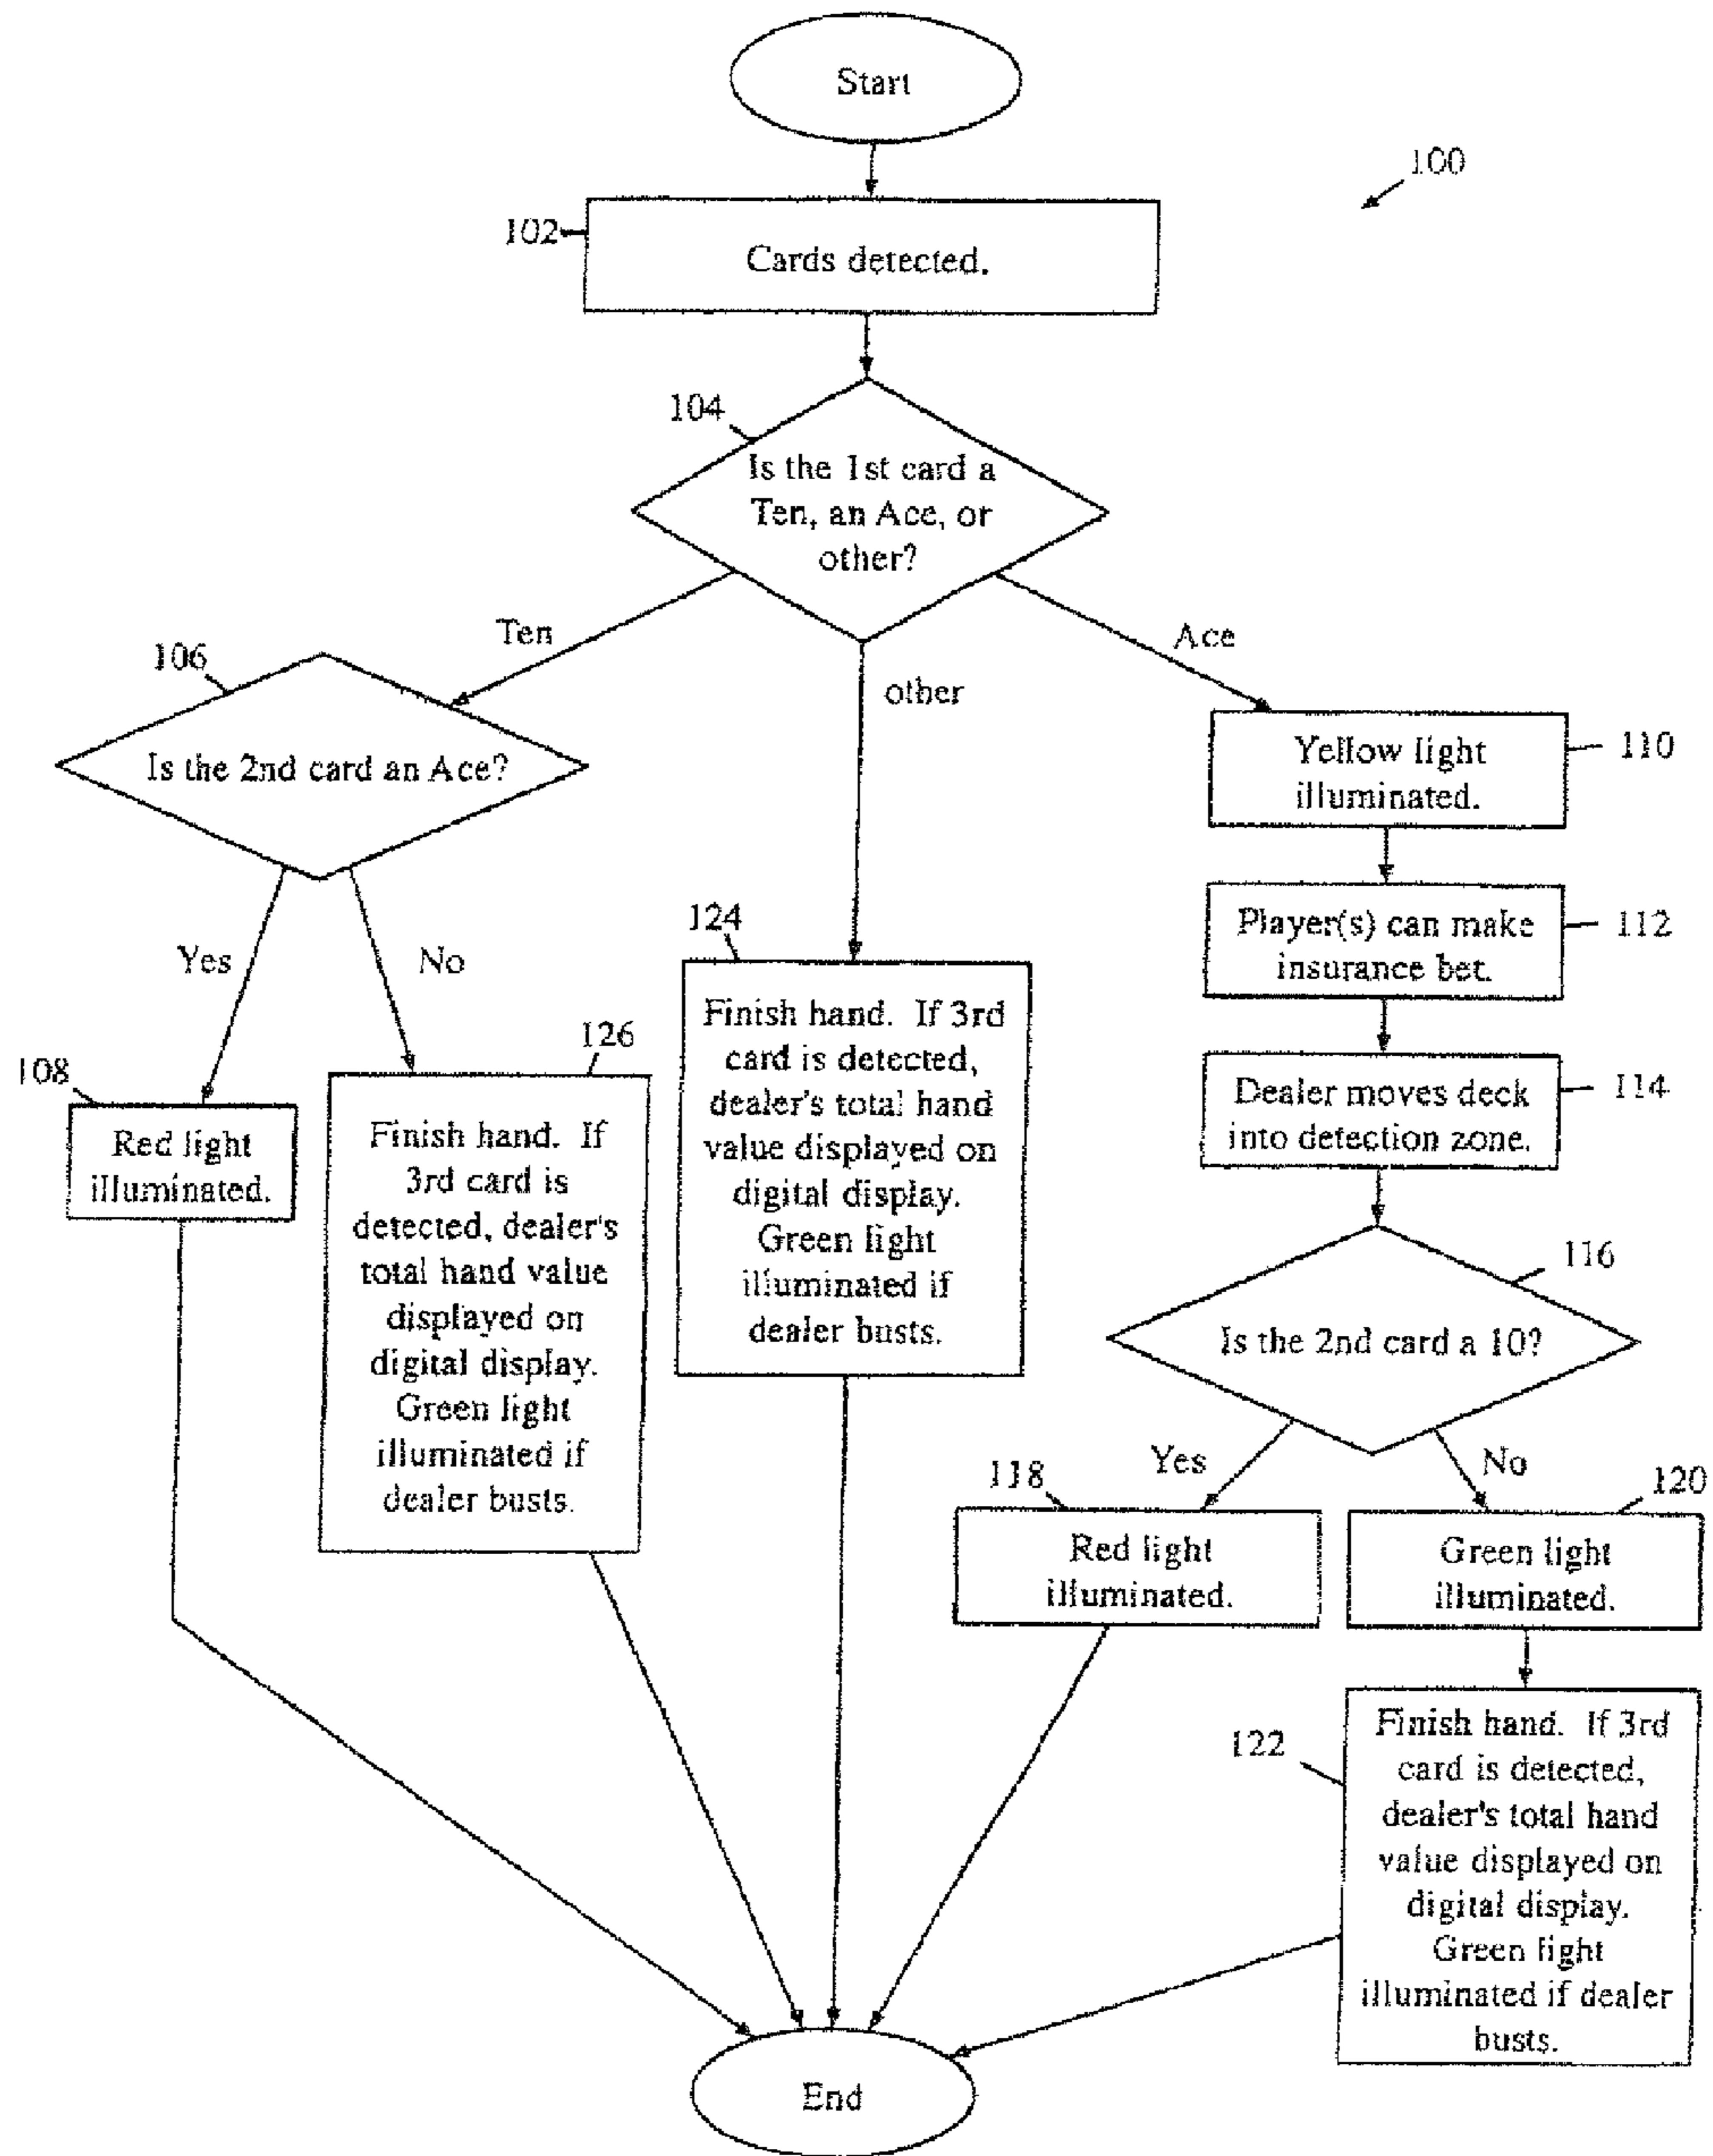 Start
100
102
Cards detected.
104
Is the 1st card a
Ten, an Ace, or
other?
Ten
other
Ace
106
Is the 2nd card an Ace?
Yes
No
108
Red light
illuminated.
126
Finish hand. If
3rd card is
detected, dealer's
total hand value
displayed on
digital display.
Green light
illuminated if
dealer busts.
124
Finish hand. If 3rd
card is detected,
dealer's total hand
value displayed on
digital display.
Green light
illuminated if
dealer busts.
Yellow light
illuminated.
110
Player(s) can make
insurance bet.
112
Dealer moves deck
into detection zone.
114
116
Is the 2nd card a 10?
Yes
No
118
Red light
illuminated.
120
Green light
illuminated.
122
Finish hand. If 3rd
card is detected,
dealer's total hand
value displayed on
digital display.
Green light
illuminated if dealer
busts.
End